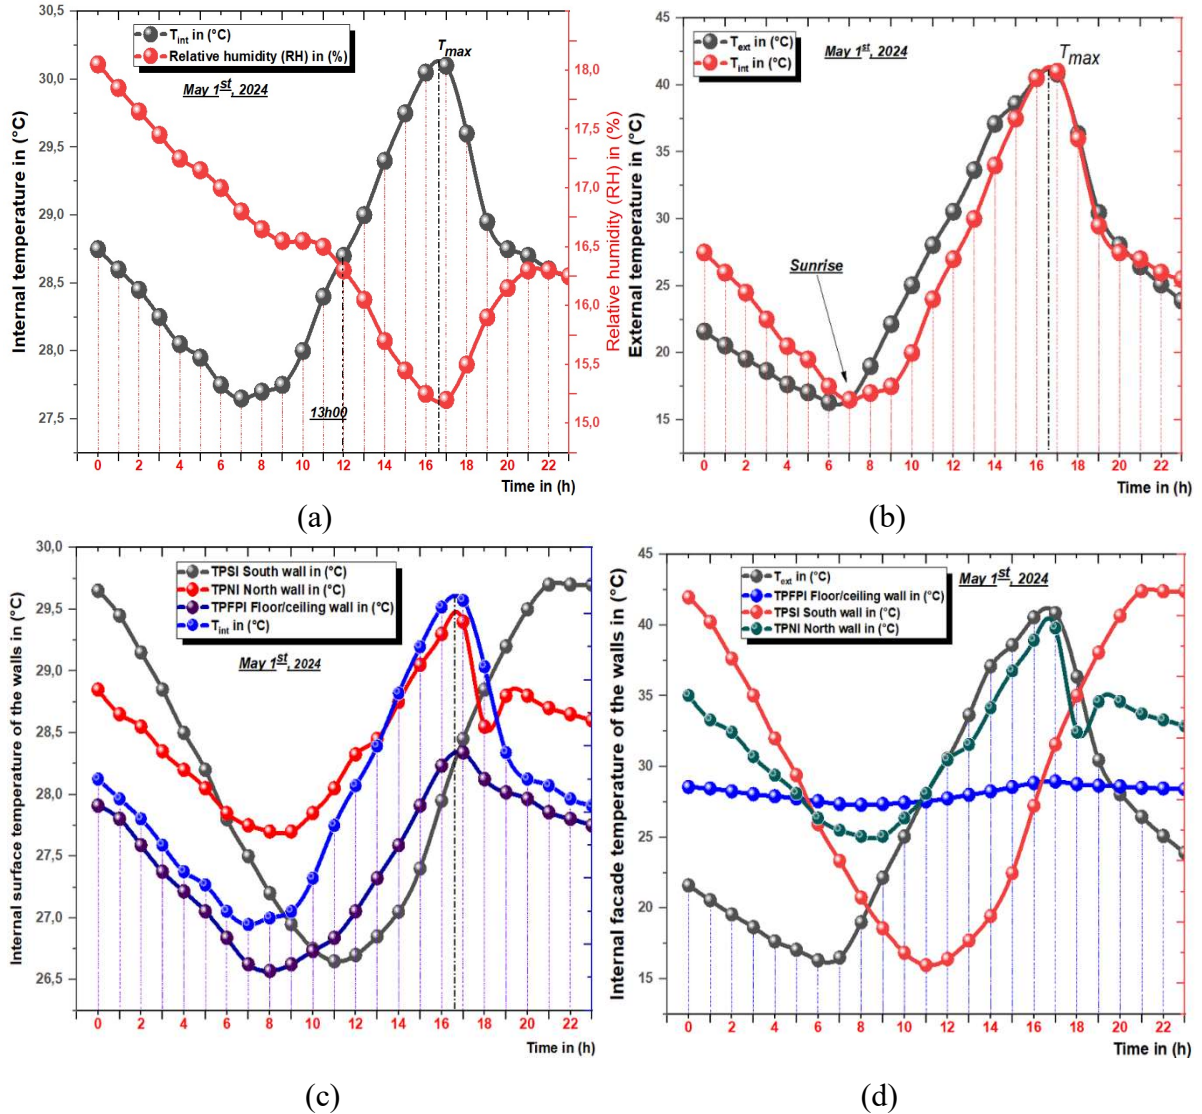 30,5
30,0
29,5
29,0
28,5
28,0
27,5
Internal temperature in (°C)
T_int in (°C)
Relative humidity (RH) in (%)
May 1st, 2024
T_max
13h00
18,0
17,5
17,0
16,5
16,0
15,5
15,0
Relative humidity (RH) in (%)
0 2 4 6 8 10 12 14 16 18 20 22
Time in (h)
(a)
45
40
35
30
25
20
15
External temperature in (°C)
T_ext in (°C)
T_int in (°C)
May 1st, 2024
T_max
Sunrise
0 2 4 6 8 10 12 14 16 18 20 22
Time in (h)
(b)
30,0
29,5
29,0
28,5
28,0
27,5
27,0
26,5
Internal surface temperature of the walls in (°C)
TPSI South wall in (°C)
TPNI North wall in (°C)
TPFPI Floor/ceiling wall in (°C)
T_int in (°C)
May 1st, 2024
0 2 4 6 8 10 12 14 16 18 20 22
Time in (h)
(c)
45
40
35
30
25
20
15
Internal facade temperature of the walls in (°C)
T_ext in (°C)
TPFPI Floor/ceiling wall in (°C)
TPSI South wall in (°C)
TPNI North wall in (°C)
May 1st, 2024
0 2 4 6 8 10 12 14 16 18 20 22
Time in (h)
(d)